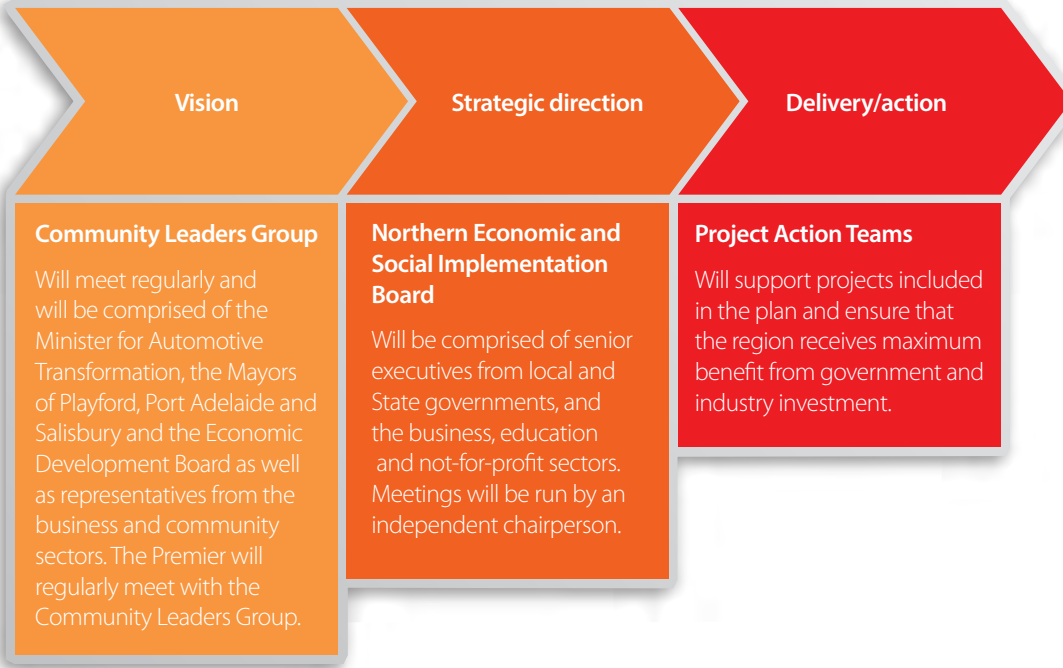 Vision
Strategic direction
Delivery/action
Community Leaders Group
Will meet regularly and
will be comprised of the
Minister for Automotive
Transformation, the Mayors
of Playford, Port Adelaide and
Salisbury and the Economic
Development Board as well
as representatives from the
business and community
sectors. The Premier will
regularly meet with the
Community Leaders Group.
Northern Economic and
Social Implementation
Board
Will be comprised of senior
executives from local and
State governments, and
the business, education
and not-for-profit sectors.
Meetings will be run by an
independent chairperson.
Project Action Teams
Will support projects included
in the plan and ensure that
the region receives maximum
benefit from government and
industry investment.